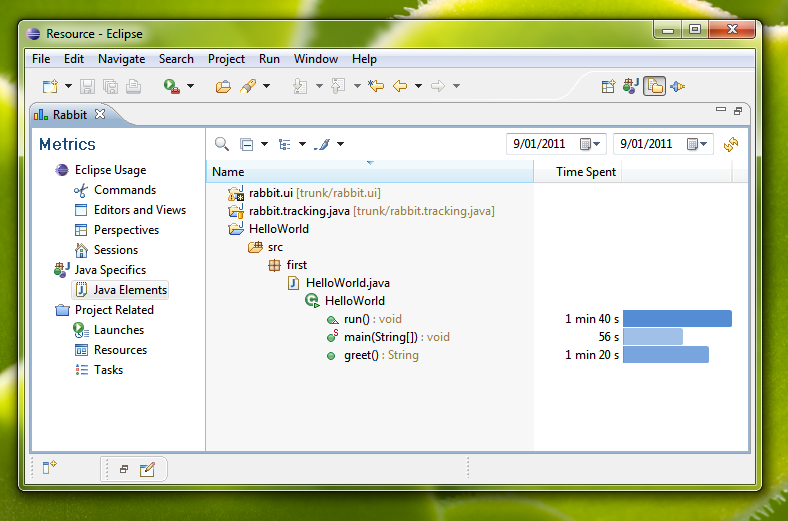 Resource - Eclipse
File Edit Navigate Search Project Run Window Help
Rabbit
Metrics
Eclipse Usage
Commands
Editors and Views
Perspectives
Sessions
Java Specifics
Java Elements
Project Related
Launches
Resources
Tasks
9/01/2011 9/01/2011
Name Time Spent
rabbit.ui [trunk/rabbit.ui]
rabbit.tracking.java [trunk/rabbit.tracking.java]
HelloWorld
src
first
HelloWorld.java
HelloWorld
run() : void 1 min 40 s
main(String[]) : void 56 s
greet() : String 1 min 20 s